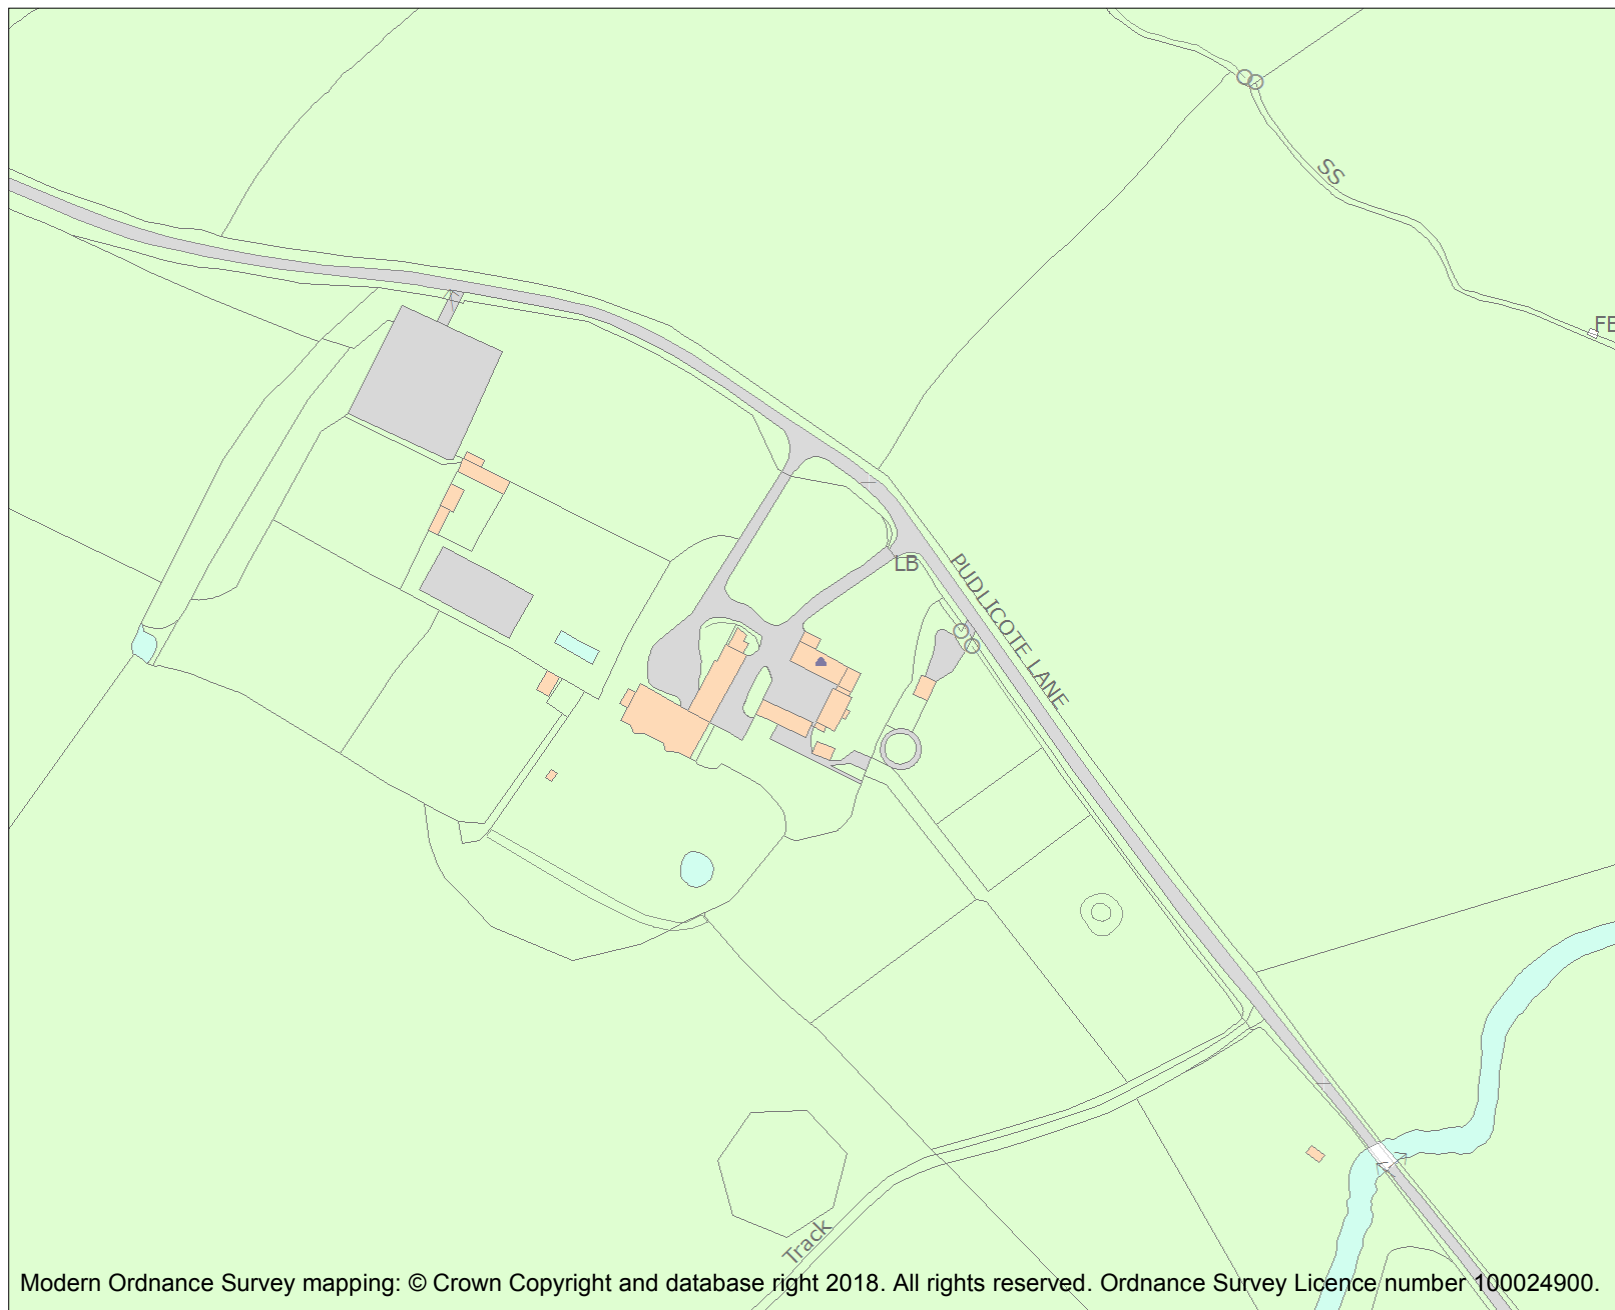 SS
FB
LB
PUDLICOTE LANE
Track
Modern Ordnance Survey mapping: © Crown Copyright and database right 2018. All rights reserved. Ordnance Survey Licence number 100024900.